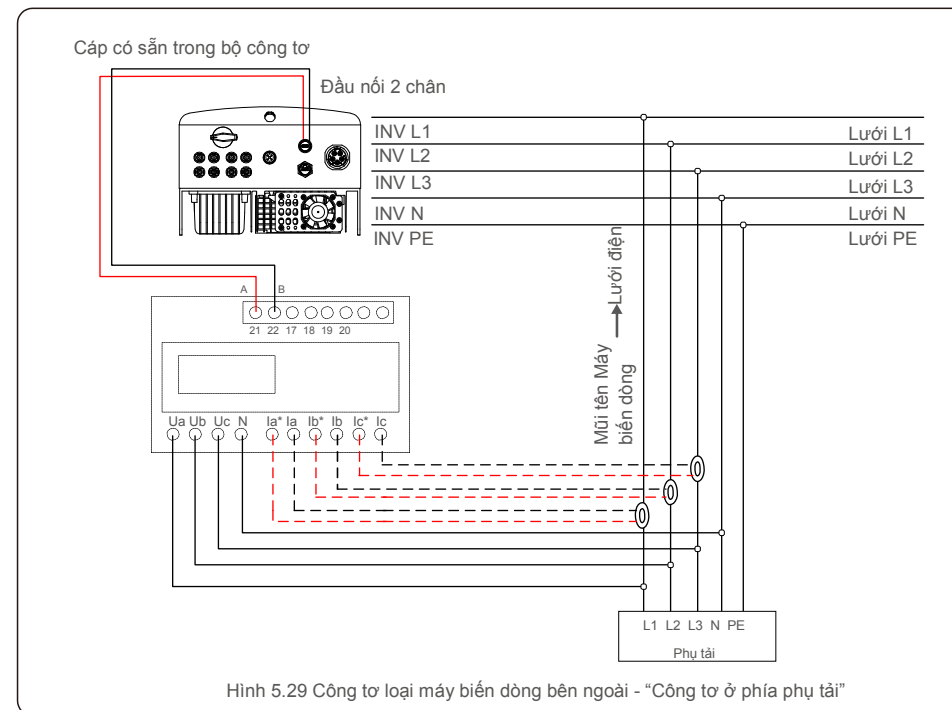 Cáp có sẵn trong bộ công tơ
Đầu nối 2 chân
INV L1
Lưới L1
INV L2
Lưới L2
INV L3
Lưới L3
INV N
Lưới N
INV PE
Lưới PE
Mũi tên Máy
biến dòng
Lưới điện
A B
21 22 17 18 19 20
Ua Ub Uc N Ia* Ia Ib* Ib Ic* Ic
L1 L2 L3 N PE
Phụ tải
Hình 5.29 Công tơ loại máy biến dòng bên ngoài - “Công tơ ở phía phụ tải”